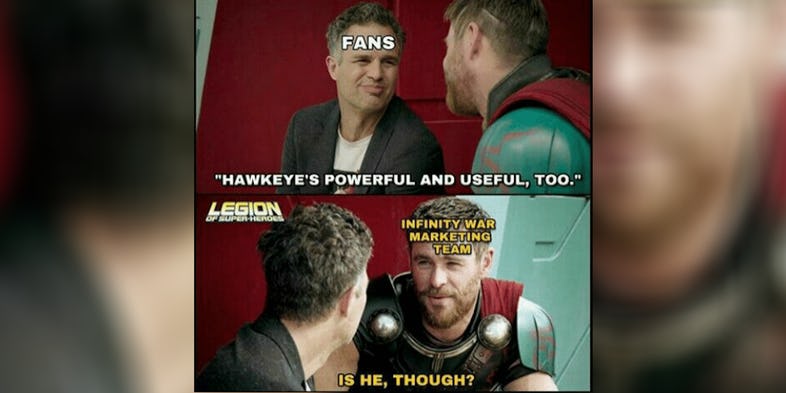 FANS
"HAWKEYE'S POWERFUL AND USEFUL, TOO."
LEGION
OF SUPER-HEROES
INFINITY WAR
MARKETING
TEAM
IS HE, THOUGH?